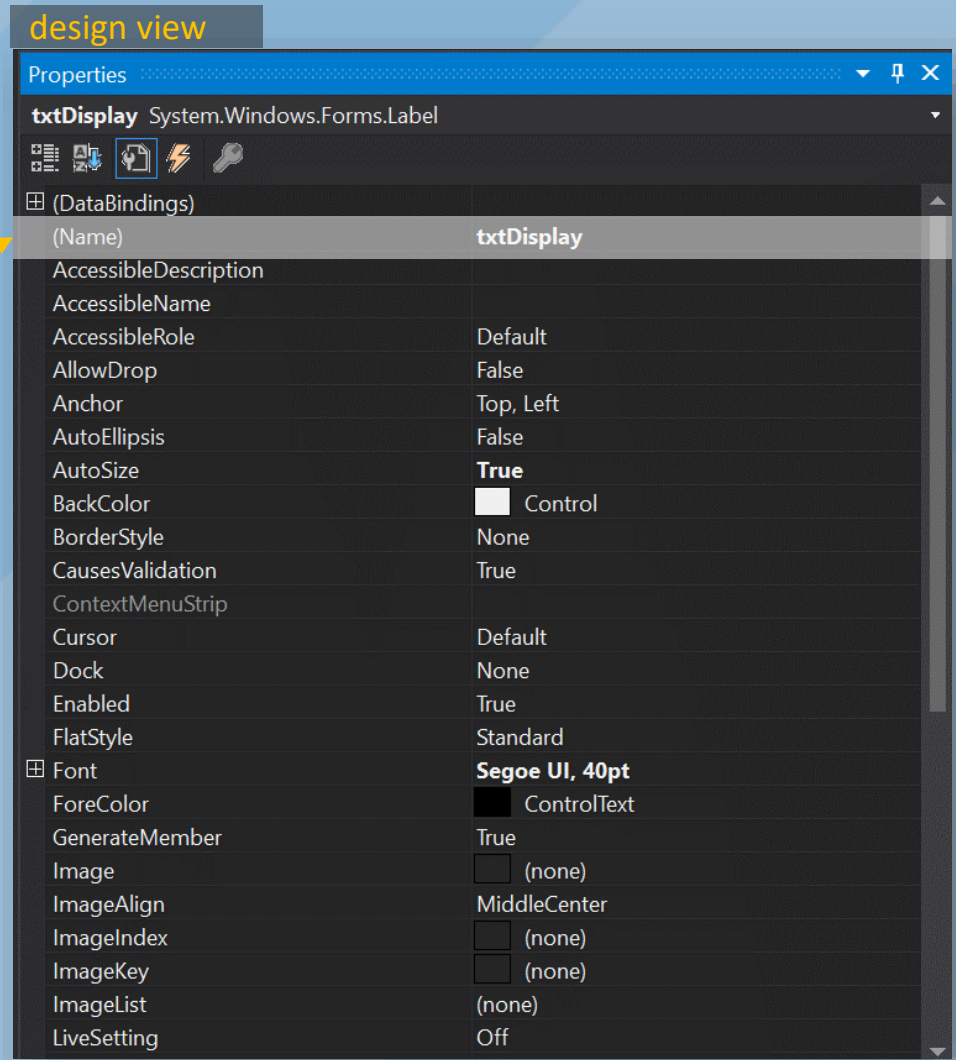 design view
Properties
txtDisplay System.Windows.Forms.Label
(DataBindings)
(Name) txtDisplay
AccessibleDescription
AccessibleName
AccessibleRole Default
AllowDrop False
Anchor Top, Left
AutoEllipsis False
AutoSize True
BackColor Control
BorderStyle None
CausesValidation True
ContextMenuStrip
Cursor Default
Dock None
Enabled True
FlatStyle Standard
Font Segoe UI, 40pt
ForeColor ControlText
GenerateMember True
Image (none)
ImageAlign MiddleCenter
ImageIndex (none)
ImageKey (none)
ImageList (none)
LiveSetting Off